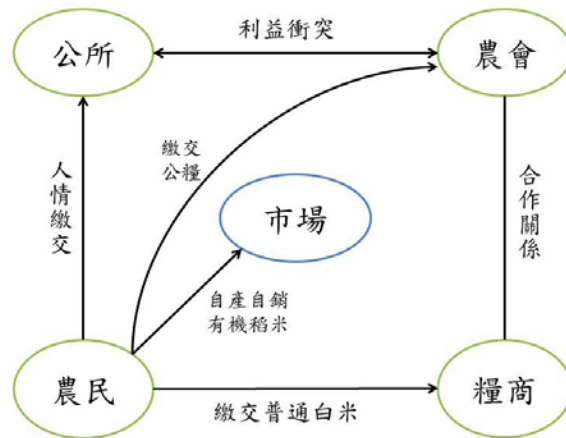 利益衝突
公所
農會
繳交
公糧
人情繳交
市場
合作關係
自產自銷
有機稻米
農民
糧商
繳交普通白米